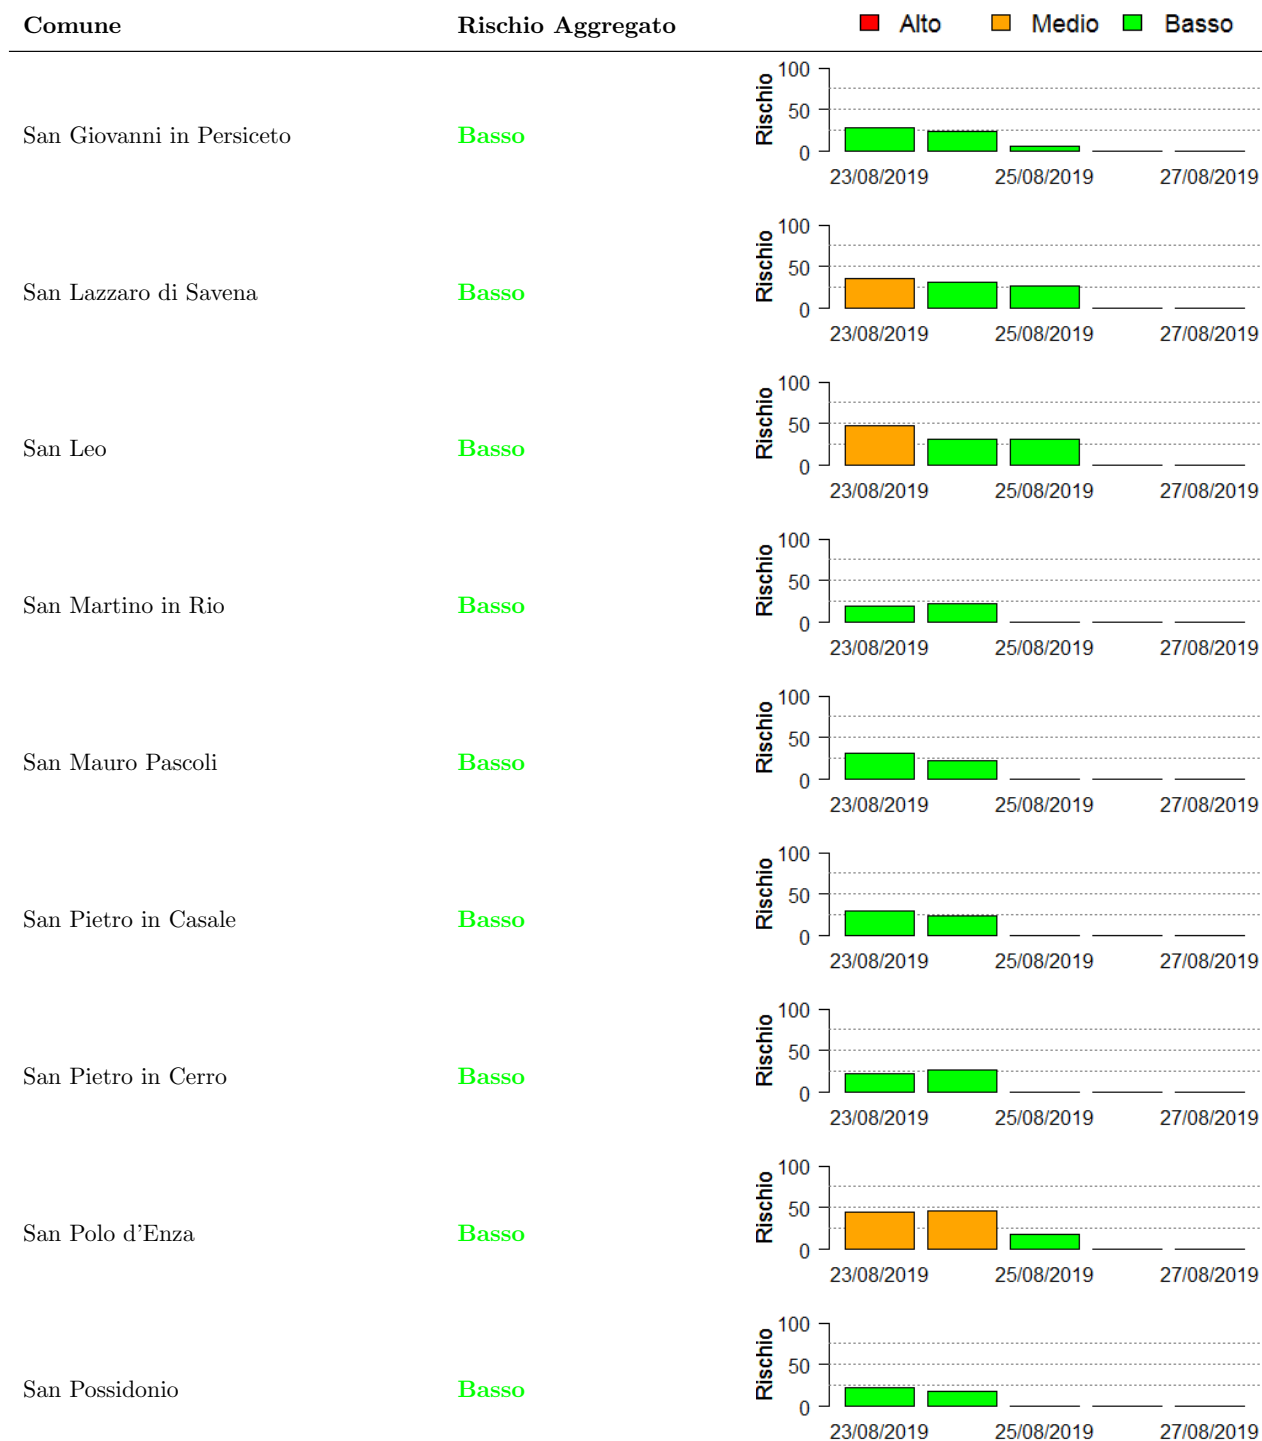 Comune Rischio Aggregato Alto Medio Basso
San Giovanni in Persiceto Basso Rischio 100 50 0
23/08/2019 25/08/2019 27/08/2019
San Lazzaro di Savena Basso Rischio 100 50 0
23/08/2019 25/08/2019 27/08/2019
San Leo Basso Rischio 100 50 0
23/08/2019 25/08/2019 27/08/2019
San Martino in Rio Basso Rischio 100 50 0
23/08/2019 25/08/2019 27/08/2019
San Mauro Pascoli Basso Rischio 100 50 0
23/08/2019 25/08/2019 27/08/2019
San Pietro in Casale Basso Rischio 100 50 0
23/08/2019 25/08/2019 27/08/2019
San Pietro in Cerro Basso Rischio 100 50 0
23/08/2019 25/08/2019 27/08/2019
San Polo d'Enza Basso Rischio 100 50 0
23/08/2019 25/08/2019 27/08/2019
San Possidonio Basso Rischio 100 50 0
23/08/2019 25/08/2019 27/08/2019